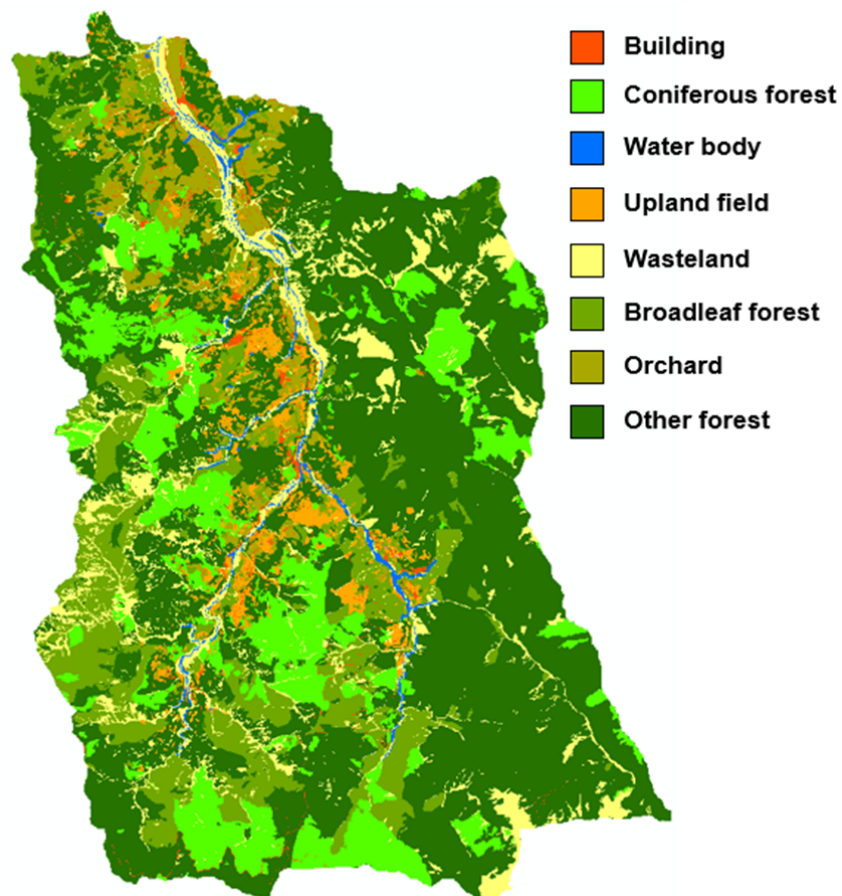 Building
Coniferous forest
Water body
Upland field
Wasteland
Broadleaf forest
Orchard
Other forest